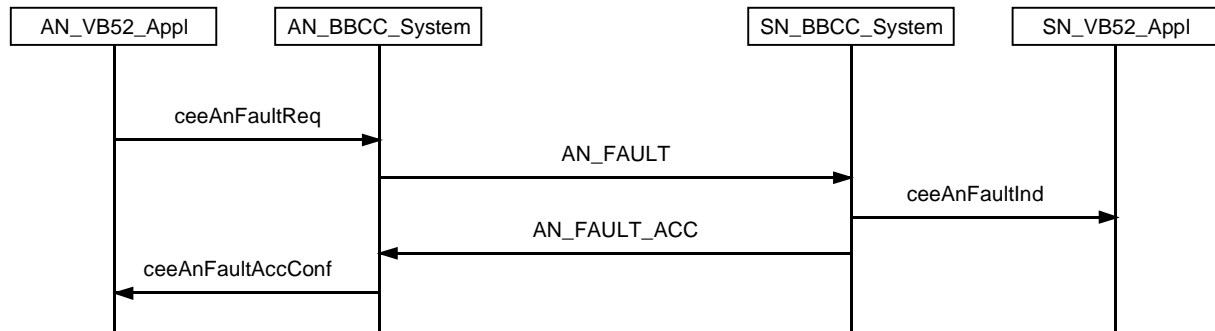 AN_VB52_Appl
AN_BBCC_System
SN_BBCC_System
SN_VB52_Appl
ceeAnFaultReq
AN_FAULT
ceeAnFaultInd
AN_FAULT_ACC
ceeAnFaultAccConf